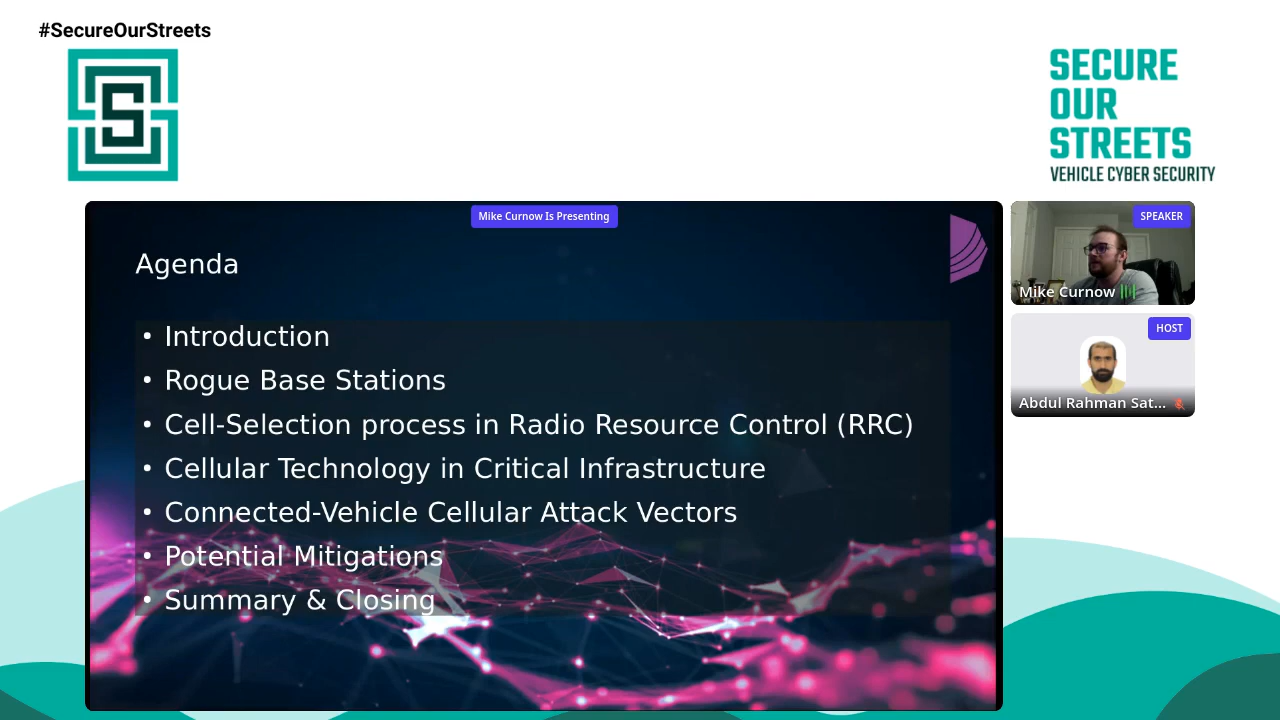 #SecureOurStreets
S
SECURE
OUR
STREETS
VEHICLE CYBER SECURITY
Mike Curnow Is Presenting
Agenda
• Introduction
• Rogue Base Stations
• Cell-Selection process in Radio Resource Control (RRC)
• Cellular Technology in Critical Infrastructure
• Connected-Vehicle Cellular Attack Vectors
• Potential Mitigations
• Summary & Closing
SPEAKER
Mike Curnow
HOST
Abdul Rahman Sat...